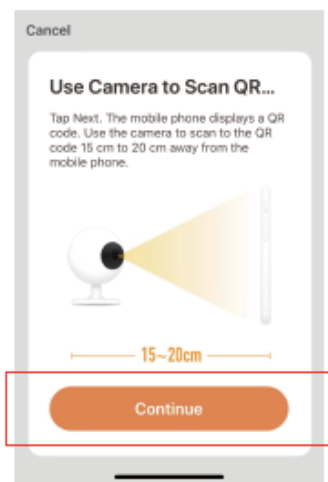 Cancel
Use Camera to Scan QR...
Tap Next. The mobile phone displays a QR
code. Use the camera to scan to the QR
code 15 cm to 20 cm away from the
mobile phone.
15~20cm
Continue